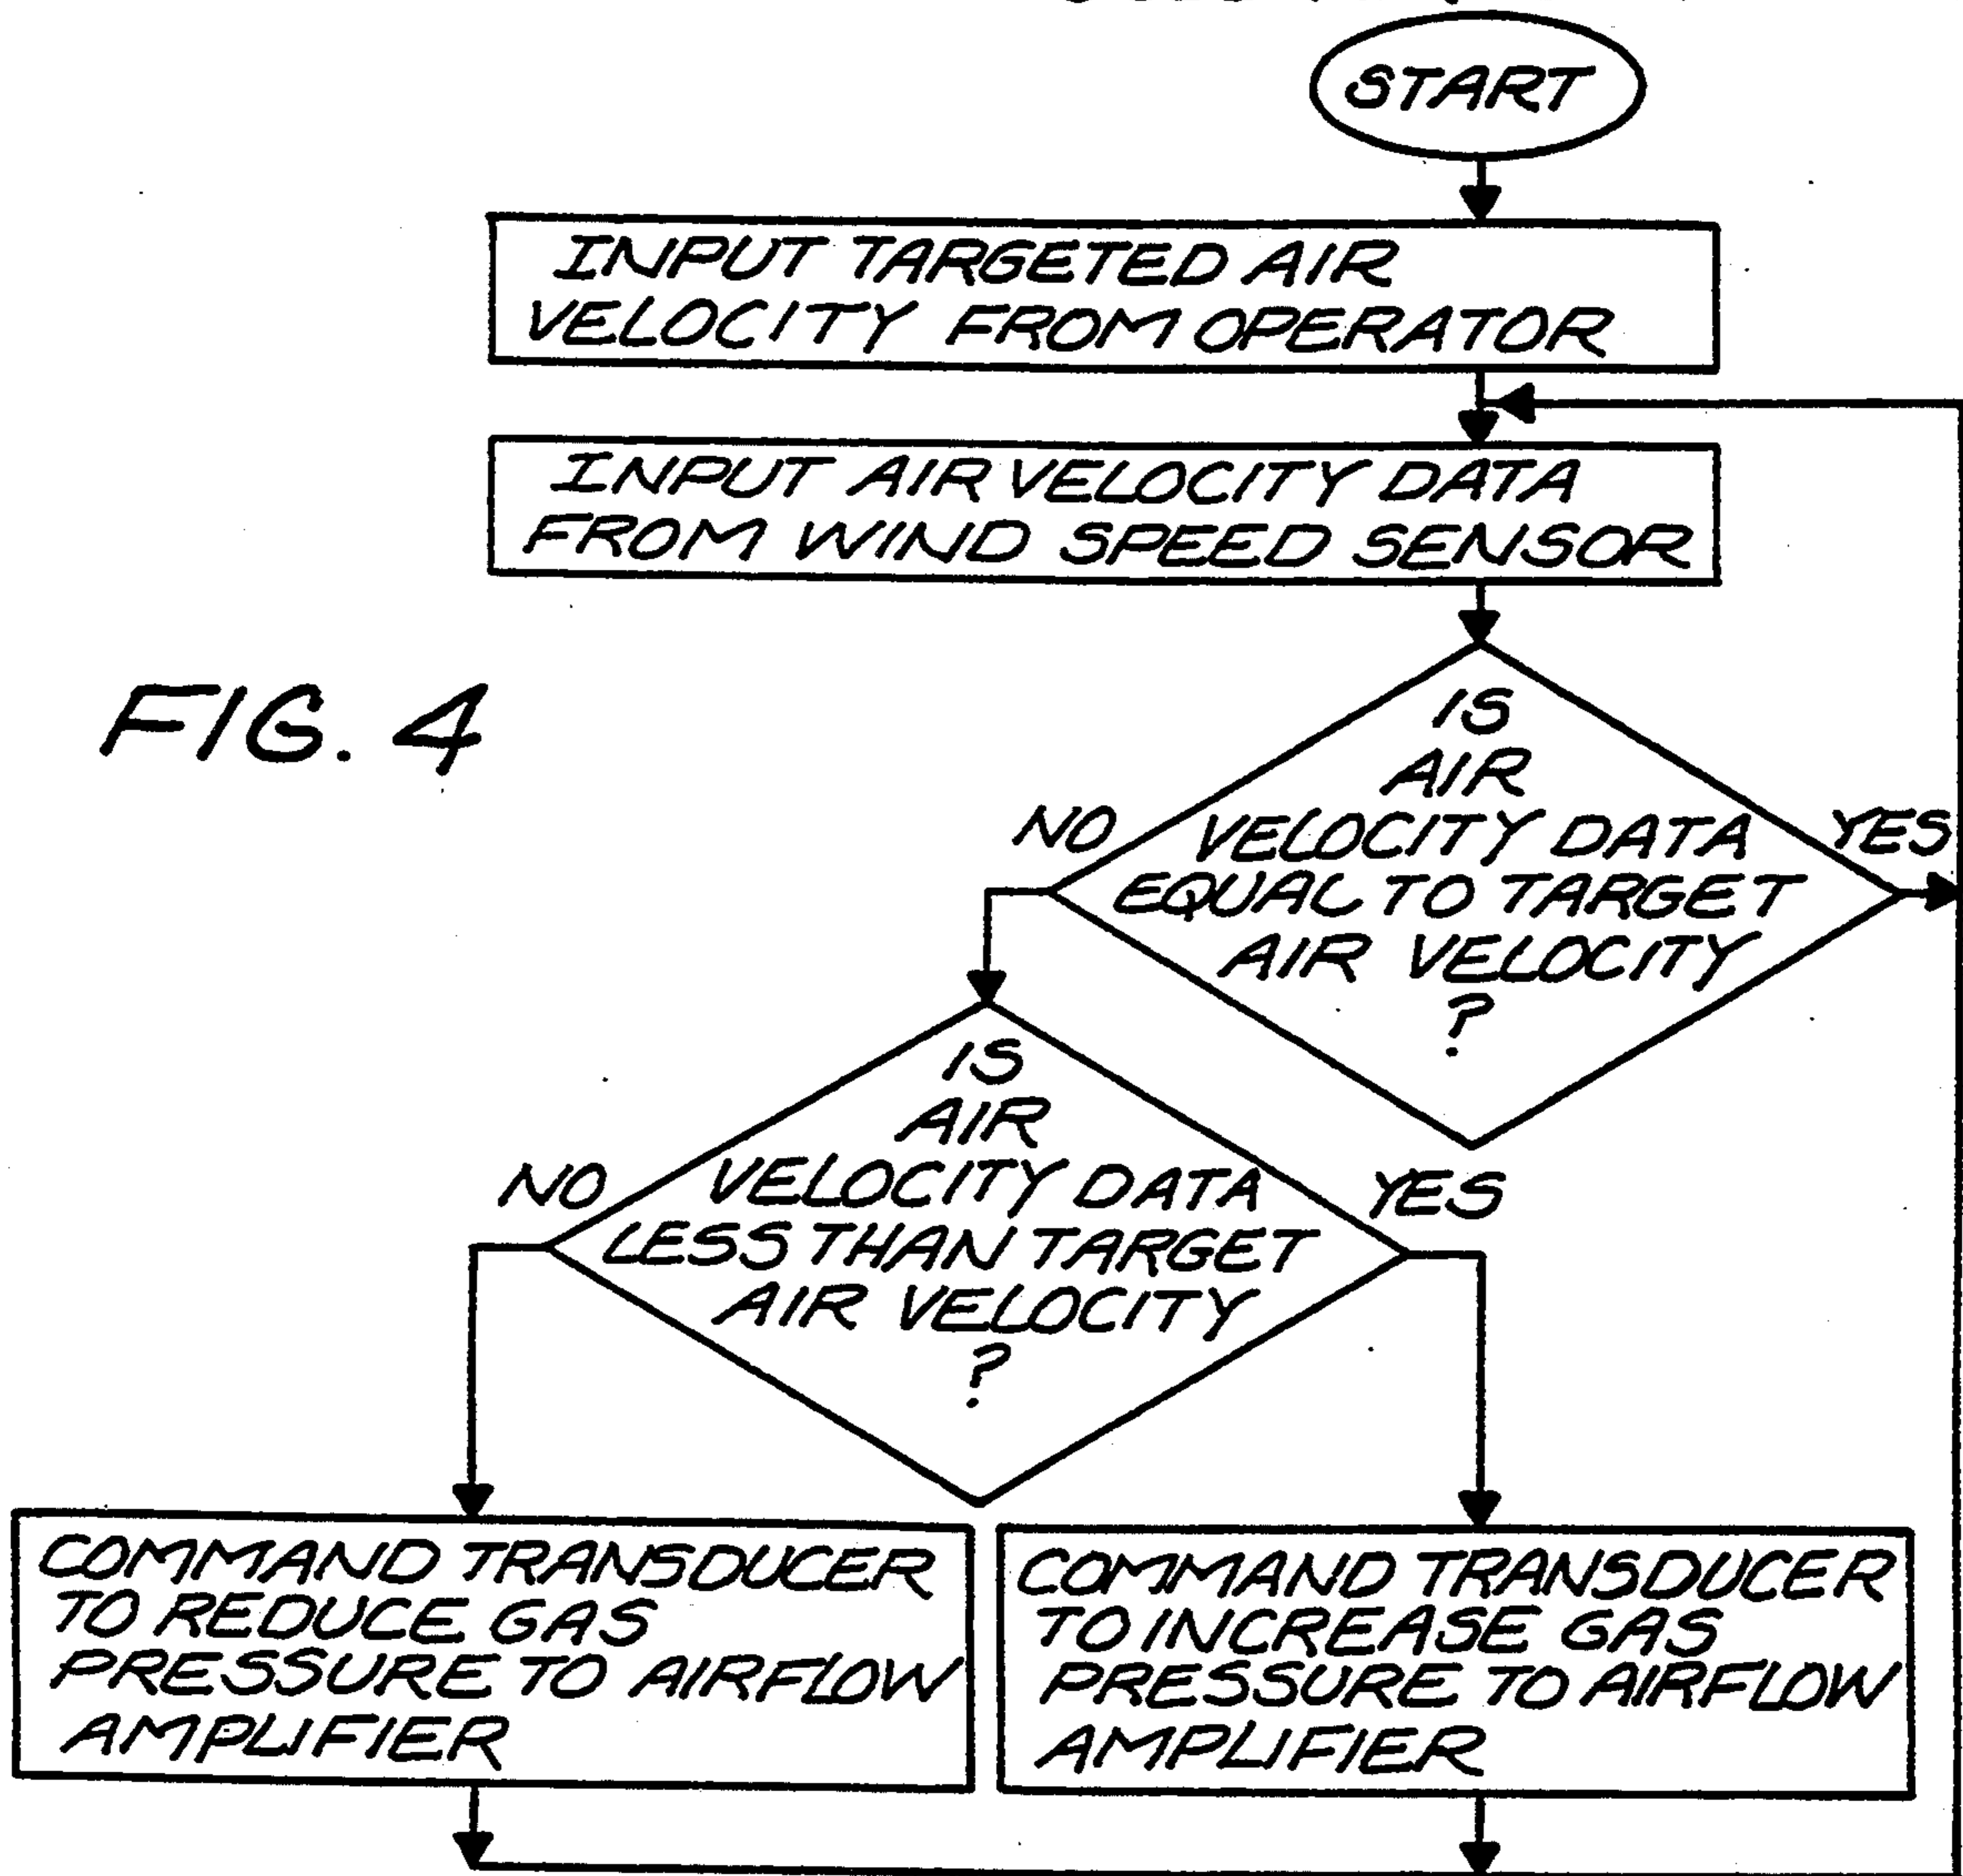 START
INPUT TARGETED AIR
VELOCITY FROM OPERATOR
INPUT AIR VELOCITY DATA
FROM WIND SPEED SENSOR
FIG. 4
IS
AIR
VELOCITY DATA
EQUAL TO TARGET
AIR VELOCITY
?
NO
YES
IS
AIR
VELOCITY DATA
LESS THAN TARGET
AIR VELOCITY
?
NO
YES
COMMAND TRANSDUCER
TO REDUCE GAS
PRESSURE TO AIRFLOW
AMPLIFIER
COMMAND TRANSDUCER
TO INCREASE GAS
PRESSURE TO AIRFLOW
AMPLIFIER